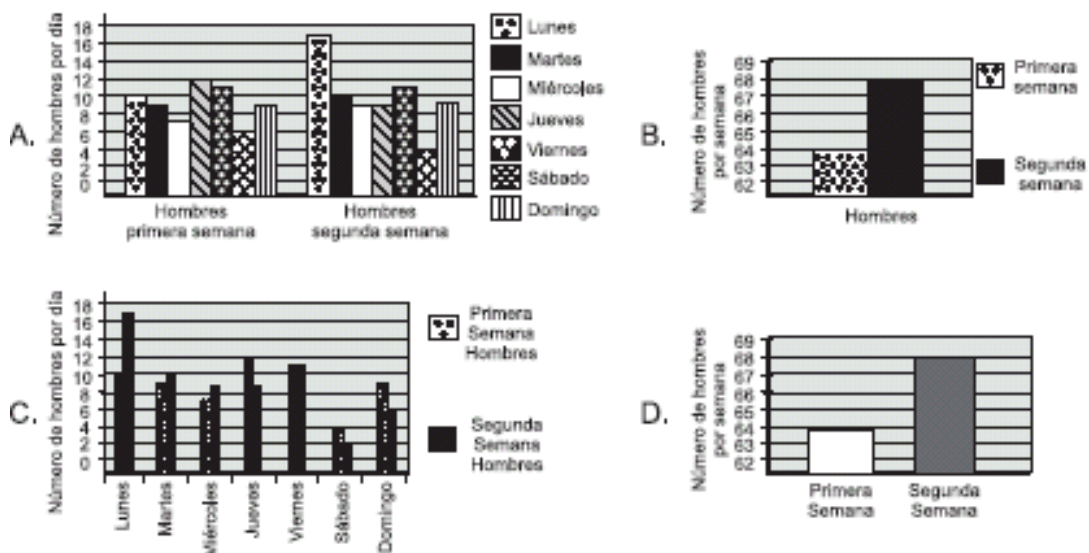 A.
Número de hombres por día
18
16
14
12
10
8
6
4
2
0
Hombres
primera semana
Hombres
segunda semana
Lunes
Martes
Miércoles
Jueves
Viernes
Sábado
Domingo
B.
Número de hombres
por semana
69
68
67
66
65
64
63
62
Hombres
Primera
semana
Segunda
semana
C.
Número de hombres por día
18
16
14
12
10
8
6
4
2
0
Lunes
Martes
Miércoles
Jueves
Viernes
Sábado
Domingo
Primera
Semana
Hombres
Segunda
Semana
Hombres
D.
Número de hombres
por semana
69
68
67
66
65
64
63
62
Primera
Semana
Segunda
Semana